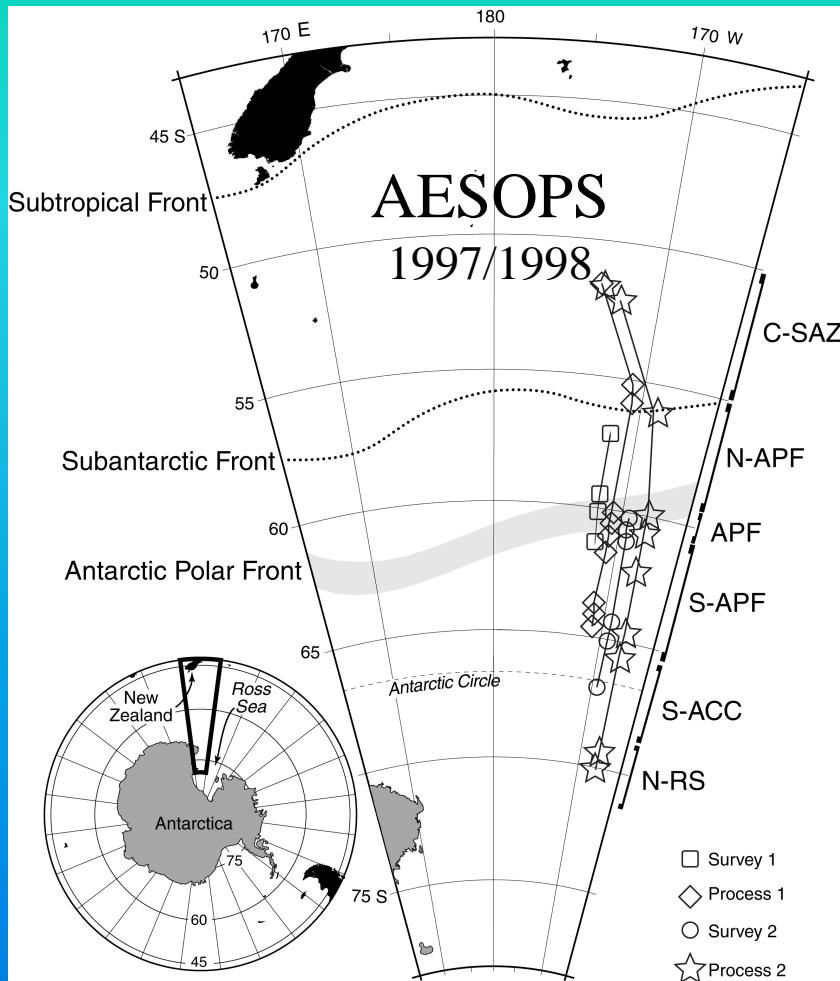 170 E
180
170 W
45 S
Subtropical Front
AESOPS
1997/1998
50
C-SAZ
55
Subantarctic Front
N-APF
60
APF
Antarctic Polar Front
S-APF
65
Antarctic Circle
S-ACC
N-RS
New
Zealand
Ross
Sea
Antarctica
75
60
45
75 S
Survey 1
Process 1
Survey 2
Process 2